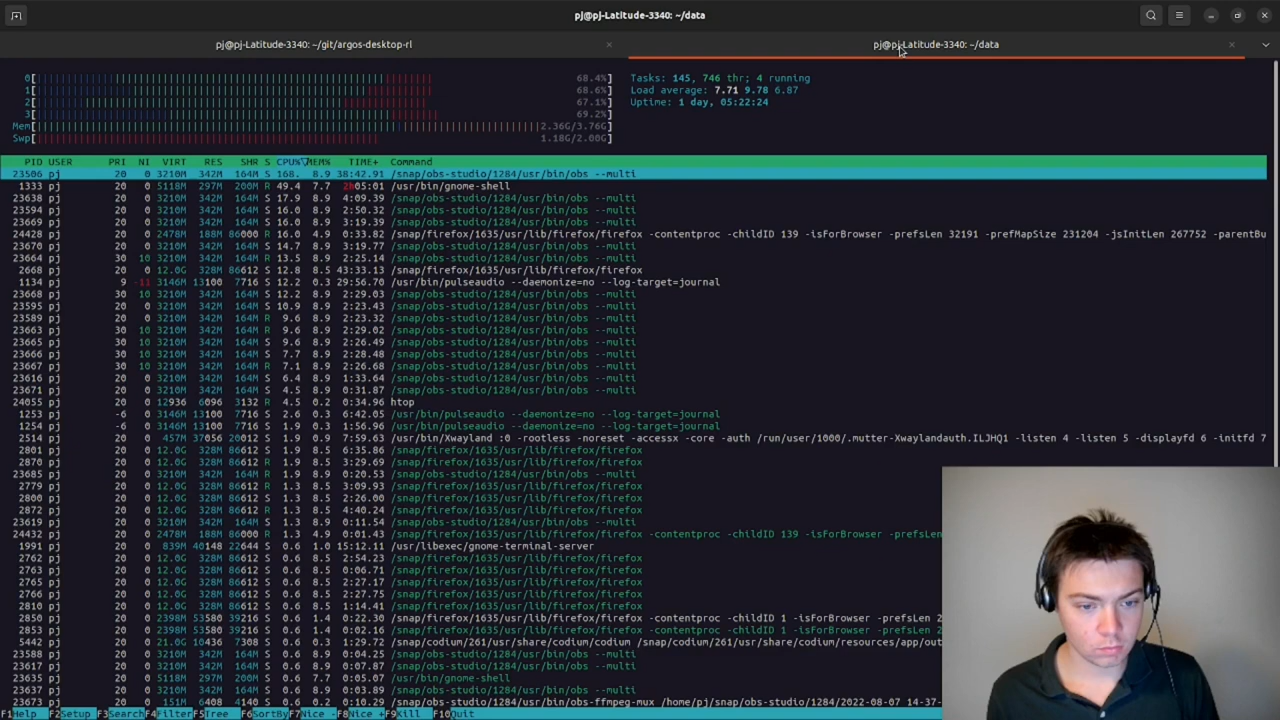 pj@pj-Latitude-3340: ~/data
pj@pj-Latitude-3340: ~/git/argos-desktop-rl
pj@pj-Latitude-3340: ~/data
0[ 68.4%] Tasks: 145, 746 thr; 4 running
1[ 68.6%] Load average: 7.71 9.78 6.87
2[ 67.1%] Uptime: 1 day, 05:22:24
3[ 69.2%]
Mem[ 2.36G/3.76G]
Swp[ 1.18G/2.00G]
PID USER PRI NI VIRT RES SHR S CPU%▽MEM% TIME+ Command
23506 pj 20 0 3210M 342M 164M S 168. 8.9 38:42.91 /snap/obs-studio/1284/usr/bin/obs --multi
1333 pj 20 0 5118M 297M 200M R 49.4 7.7 2h05:01 /usr/bin/gnome-shell
23638 pj 20 0 3210M 342M 164M S 17.9 8.9 4:09.39 /snap/obs-studio/1284/usr/bin/obs --multi
23594 pj 20 0 3210M 342M 164M S 16.0 8.9 2:50.32 /snap/obs-studio/1284/usr/bin/obs --multi
23669 pj 20 0 3210M 342M 164M S 16.0 8.9 3:19.39 /snap/obs-studio/1284/usr/bin/obs --multi
24428 pj 20 0 2478M 188M 86000 R 16.0 4.9 0:33.82 /snap/firefox/1635/usr/lib/firefox/firefox -contentproc -childID 139 -isForBrowser -prefsLen 32191 -prefMapSize 231204 -jsInitLen 267752 -parentBu
23670 pj 20 0 3210M 342M 164M S 14.7 8.9 3:19.77 /snap/obs-studio/1284/usr/bin/obs --multi
23664 pj 30 10 3210M 342M 164M R 13.5 8.9 2:25.14 /snap/obs-studio/1284/usr/bin/obs --multi
2668 pj 20 0 12.0G 328M 86612 S 12.8 8.5 43:33.13 /snap/firefox/1635/usr/lib/firefox/firefox
1134 pj 9 -11 3146M 13100 7716 S 12.2 0.3 29:56.70 /usr/bin/pulseaudio --daemonize=no --log-target=journal
23668 pj 30 10 3210M 342M 164M S 12.2 8.9 2:29.03 /snap/obs-studio/1284/usr/bin/obs --multi
23595 pj 20 0 3210M 342M 164M S 10.9 8.9 2:23.43 /snap/obs-studio/1284/usr/bin/obs --multi
23589 pj 20 0 3210M 342M 164M R 9.6 8.9 2:29.32 /snap/obs-studio/1284/usr/bin/obs --multi
23663 pj 30 10 3210M 342M 164M R 9.6 8.9 2:29.02 /snap/obs-studio/1284/usr/bin/obs --multi
23665 pj 30 10 3210M 342M 164M S 9.6 8.9 2:26.49 /snap/obs-studio/1284/usr/bin/obs --multi
23666 pj 30 10 3210M 342M 164M S 7.7 8.9 2:28.48 /snap/obs-studio/1284/usr/bin/obs --multi
23667 pj 30 10 3210M 342M 164M R 7.1 8.9 2:26.68 /snap/obs-studio/1284/usr/bin/obs --multi
23616 pj 20 0 3210M 342M 164M S 6.4 8.9 1:33.64 /snap/obs-studio/1284/usr/bin/obs --multi
23671 pj 20 0 3210M 342M 164M S 4.5 8.9 0:31.87 /snap/obs-studio/1284/usr/bin/obs --multi
24055 pj 20 0 12936 6096 3132 R 4.5 0.2 0:34.96 htop
1253 pj -6 0 3146M 13100 7716 S 2.6 0.3 6:42.05 /usr/bin/pulseaudio --daemonize=no --log-target=journal
1254 pj -6 0 3146M 13100 7716 S 1.9 0.3 1:56.96 /usr/bin/pulseaudio --daemonize=no --log-target=journal
2514 pj 20 0 457M 37056 20012 S 1.9 0.9 7:59.63 /usr/bin/Xwayland :0 -rootless -noreset -accessx -core -auth /run/user/1000/.mutter-Xwaylandauth.ILJHQ1 -listen 4 -listen 5 -displayfd 6 -initfd 7
2801 pj 20 0 12.0G 328M 86612 S 1.9 8.5 6:35.86 /snap/firefox/1635/usr/lib/firefox/firefox
2870 pj 20 0 12.0G 328M 86612 S 1.9 8.5 3:29.69 /snap/firefox/1635/usr/lib/firefox/firefox
23685 pj 20 0 3210M 342M 164M R 1.9 8.9 0:20.53 /snap/obs-studio/1284/usr/bin/obs --multi
2779 pj 20 0 12.0G 328M 86612 S 1.3 8.5 3:09.93 /snap/firefox/1635/usr/lib/firefox/firefox
2800 pj 20 0 12.0G 328M 86612 S 1.3 8.5 2:26.00 /snap/firefox/1635/usr/lib/firefox/firefox
2872 pj 20 0 12.0G 328M 86612 S 1.3 8.5 4:40.24 /snap/firefox/1635/usr/lib/firefox/firefox
23619 pj 20 0 3210M 342M 164M S 1.3 8.9 0:11.54 /snap/obs-studio/1284/usr/bin/obs --multi
24432 pj 20 0 2478M 188M 86000 S 1.3 4.9 0:01.43 /snap/firefox/1635/usr/lib/firefox/firefox -contentproc -childID 139 -isForBrowser -prefsLen
1991 pj 20 0 839M 40148 22644 S 0.6 1.0 15:12.11 /usr/libexec/gnome-terminal-server
2762 pj 20 0 12.0G 328M 86612 S 0.6 8.5 2:54.23 /snap/firefox/1635/usr/lib/firefox/firefox
2763 pj 20 0 12.0G 328M 86612 S 0.6 8.5 0:06.71 /snap/firefox/1635/usr/lib/firefox/firefox
2765 pj 20 0 12.0G 328M 86612 S 0.6 8.5 2:27.17 /snap/firefox/1635/usr/lib/firefox/firefox
2766 pj 20 0 12.0G 328M 86612 S 0.6 8.5 2:27.75 /snap/firefox/1635/usr/lib/firefox/firefox
2810 pj 20 0 12.0G 328M 86612 S 0.6 8.5 1:14.41 /snap/firefox/1635/usr/lib/firefox/firefox
2850 pj 20 0 2398M 53580 39216 S 0.6 1.4 0:22.30 /snap/firefox/1635/usr/lib/firefox/firefox -contentproc -childID 1 -isForBrowser -prefsLen 2
2853 pj 20 0 2398M 53580 39216 S 0.6 1.4 0:02.16 /snap/firefox/1635/usr/lib/firefox/firefox -contentproc -childID 1 -isForBrowser -prefsLen 2
5442 pj 20 0 21.0G 10436 7308 S 0.6 0.3 1:29.72 /snap/codium/261/usr/share/codium/codium /snap/codium/261/usr/share/codium/resources/app/out
23588 pj 20 0 3210M 342M 164M S 0.6 8.9 0:04.25 /snap/obs-studio/1284/usr/bin/obs --multi
23617 pj 20 0 3210M 342M 164M S 0.6 8.9 0:07.87 /snap/obs-studio/1284/usr/bin/obs --multi
23635 pj 20 0 5118M 297M 200M S 0.6 7.7 0:05.07 /usr/bin/gnome-shell
23637 pj 20 0 3210M 342M 164M S 0.6 8.9 0:03.89 /snap/obs-studio/1284/usr/bin/obs --multi
23673 pj 20 0 151M 6408 4140 S 0.6 0.2 0:10.26 /snap/obs-studio/1284/usr/bin/obs-ffmpeg-mux /home/pj/snap/obs-studio/1284/2022-08-07 14-37-
F1Help F2Setup F3SearchF4FilterF5Tree F6SortByF7Nice -F8Nice +F9Kill F10Quit